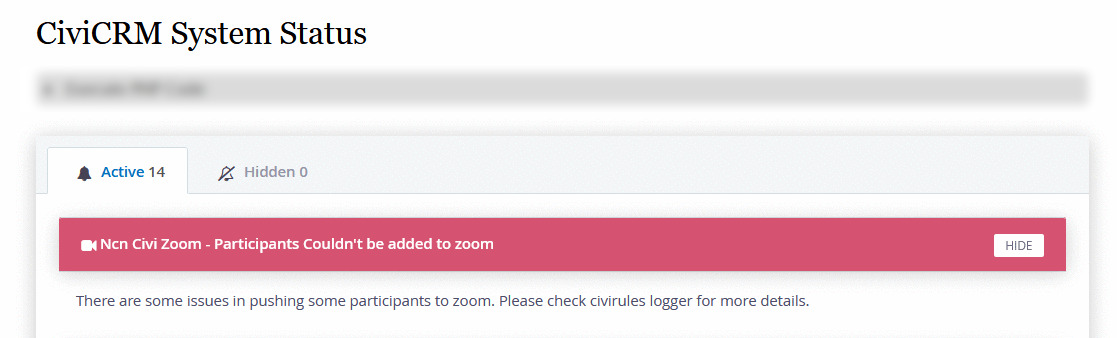 CiviCRM System Status
Active 14
Hidden 0
Ncn Civi Zoom - Participants Couldn't be added to zoom
HIDE
There are some issues in pushing some participants to zoom. Please check civirules logger for more details.